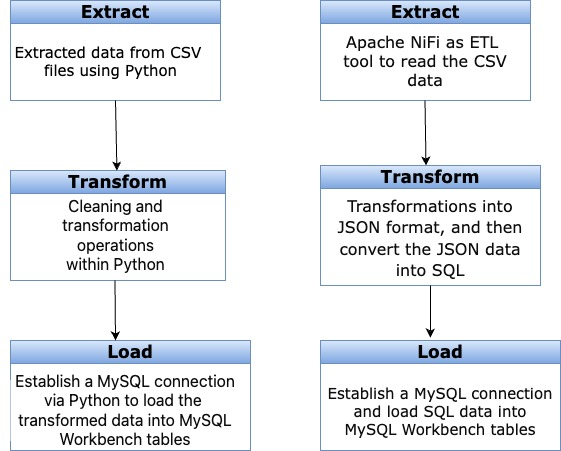 Extract
Extracted data from CSV
files using Python
Transform
Cleaning and
transformation
operations
within Python
Load
Establish a MySQL connection
via Python to load the
transformed data into MySQL
Workbench tables
Extract
Apache NiFi as ETL
tool to read the CSV
data
Transform
Transformations into
JSON format, and then
convert the JSON data
into SQL
Load
Establish a MySQL connection
and load SQL data into
MySQL Workbench tables